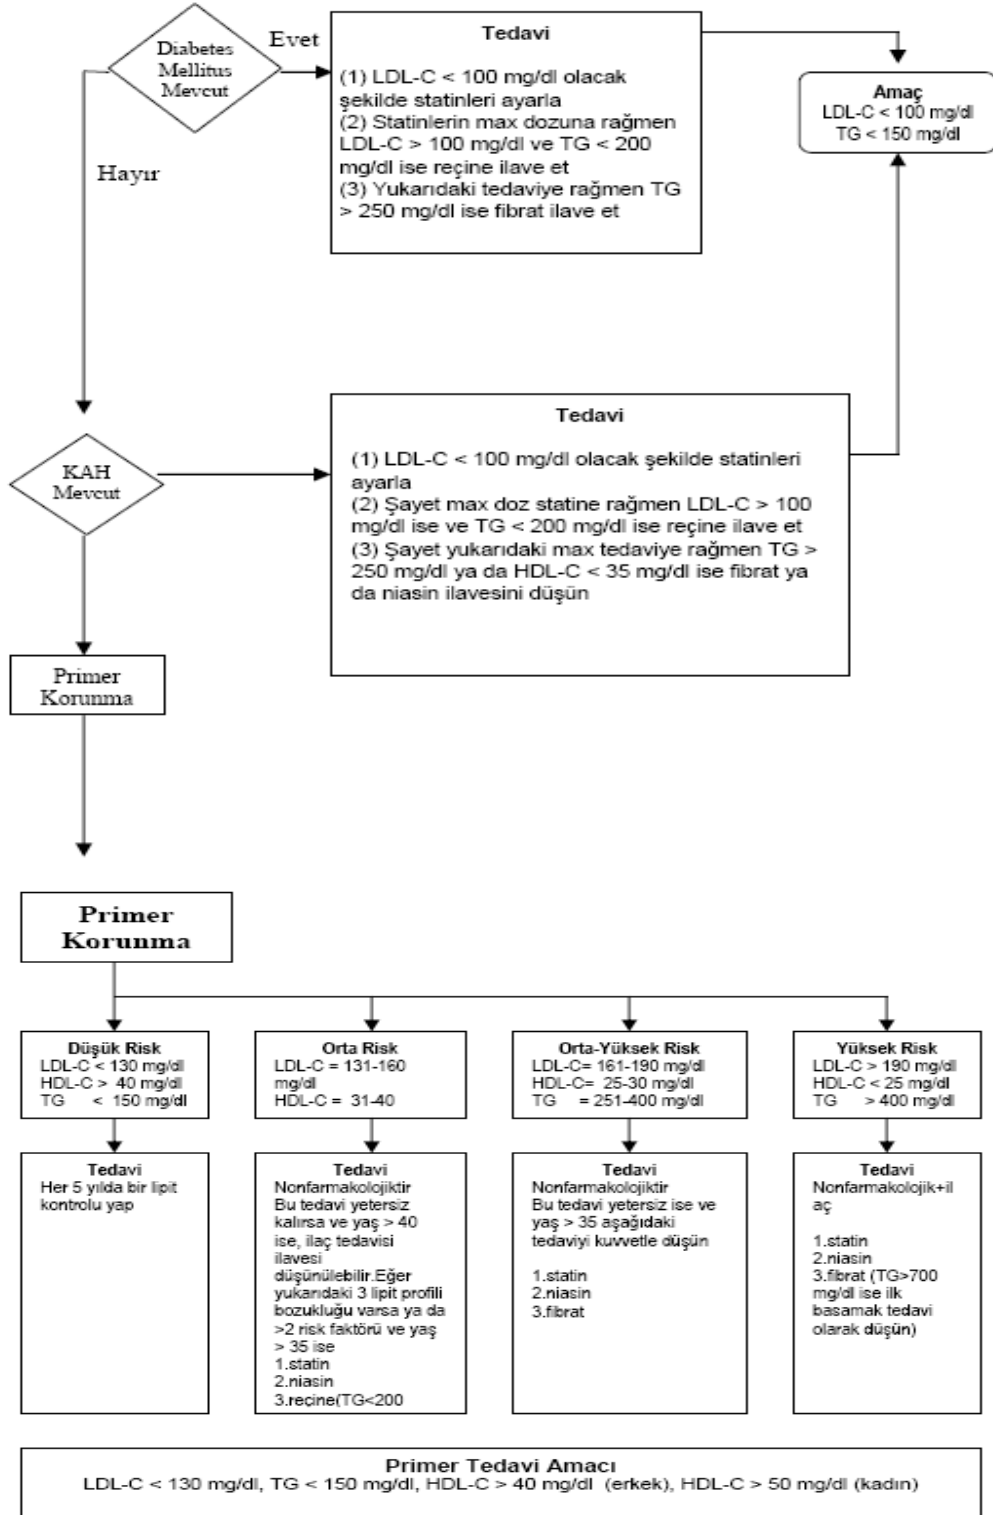 Diabetes
Mellitus
Mevcut
Evet
Hayır
Tedavi
(1) LDL-C < 100 mg/dl olacak
şekilde statinleri ayarla
(2) Statinlerin max dozuna rağmen
LDL-C > 100 mg/dl ve TG < 200
mg/dl ise reçine ilave et
(3) Yukarıdaki tedaviye rağmen TG
> 250 mg/dl ise fibrat ilave et
Amaç
LDL-C < 100 mg/dl
TG < 150 mg/dl
KAH
Mevcut
Tedavi
(1) LDL-C < 100 mg/dl olacak şekilde statinleri
ayarla
(2) Şayet max doz statine rağmen LDL-C > 100
mg/dl ise ve TG < 200 mg/dl ise reçine ilave et
(3) Şayet yukarıdaki max tedaviye rağmen TG >
250 mg/dl ya da HDL-C < 35 mg/dl ise fibrat ya
da niasin ilavesini düşün
Primer
Korunma
Primer
Korunma
Düşük Risk
LDL-C < 130 mg/dl
HDL-C > 40 mg/dl
TG < 150 mg/dl
Orta Risk
LDL-C = 131-160
mg/dl
HDL-C = 31-40
Orta-Yüksek Risk
LDL-C= 161-190 mg/dl
HDL-C= 25-30 mg/dl
TG = 251-400 mg/dl
Yüksek Risk
LDL-C > 190 mg/dl
HDL-C < 25 mg/dl
TG > 400 mg/dl
Tedavi
Her 5 yılda bir lipit
kontrolu yap
Tedavi
Nonfarmakolojiktir
Bu tedavi yetersiz
kalırsa ve yaş > 40
ise, ilaç tedavisi
ilavesi
düşünülebilir.Eğer
yukarıdaki 3 lipit profili
bozukluğu varsa ya da
>2 risk faktörü ve yaş
> 35 ise
1.statin
2.niasin
3.reçine(TG<200
Tedavi
Nonfarmakolojiktir
Bu tedavi yetersiz ise ve
yaş > 35 aşağıdaki
tedaviyi kuvvetle düşün
1.statin
2.niasin
3.fibrat
Tedavi
Nonfarmakolojik+il
aç
1.statin
2.niasin
3.fibrat (TG>700
mg/dl ise ilk
basamak tedavi
olarak düşün)
Primer Tedavi Amacı
LDL-C < 130 mg/dl, TG < 150 mg/dl, HDL-C > 40 mg/dl (erkek), HDL-C > 50 mg/dl (kadın)